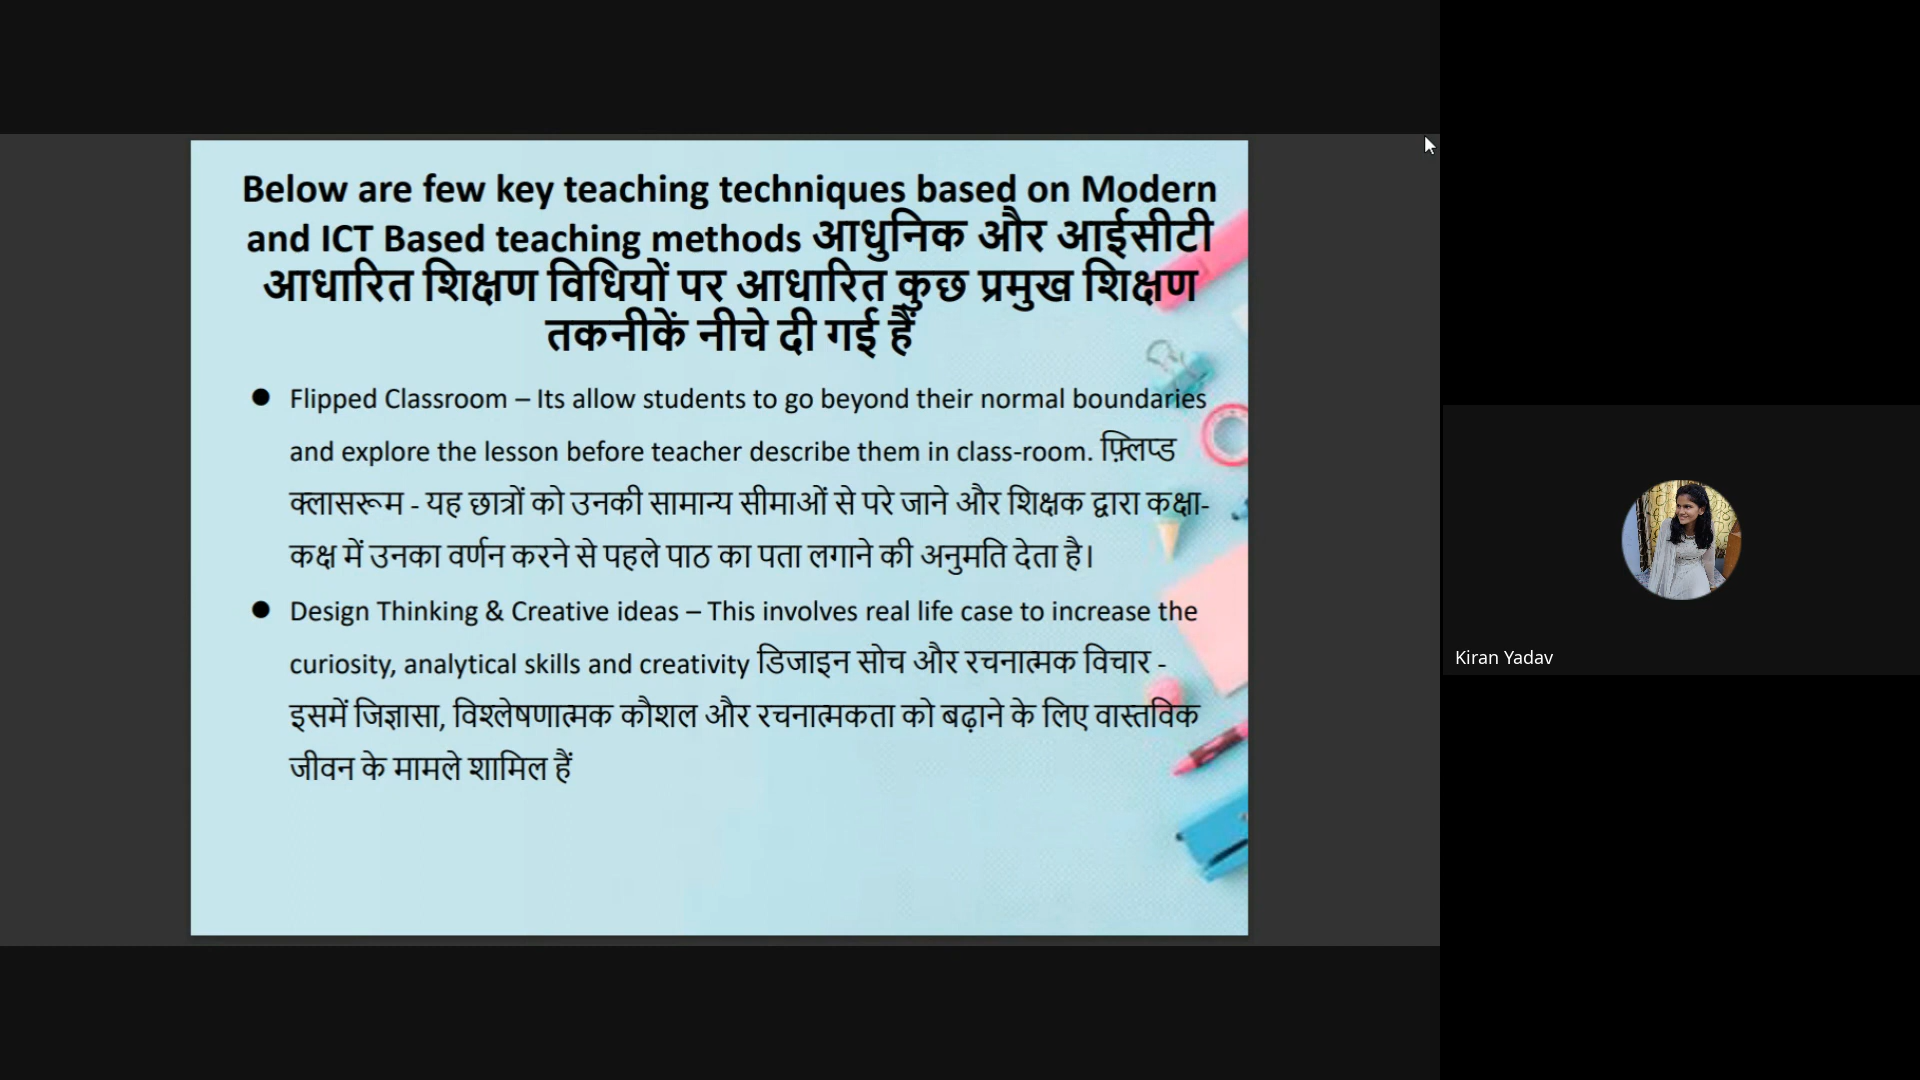 Below are few key teaching techniques based on Modern
and ICT Based teaching methods आधुनिक और आईसीटी
आधारित शिक्षण विधियों पर आधारित कुछ प्रमुख शिक्षण
तकनीकें नीचे दी गई हैं
● Flipped Classroom – Its allow students to go beyond their normal boundaries
and explore the lesson before teacher describe them in class-room. फ़्लिप्ड
क्लासरूम - यह छात्रों को उनकी सामान्य सीमाओं से परे जाने और शिक्षक द्वारा कक्षा-
कक्ष में उनका वर्णन करने से पहले पाठ का पता लगाने की अनुमति देता है।
● Design Thinking & Creative ideas – This involves real life case to increase the
curiosity, analytical skills and creativity डिजाइन सोच और रचनात्मक विचार -
इसमें जिज्ञासा, विश्लेषणात्मक कौशल और रचनात्मकता को बढ़ाने के लिए वास्तविक
जीवन के मामले शामिल हैं
Kiran Yadav